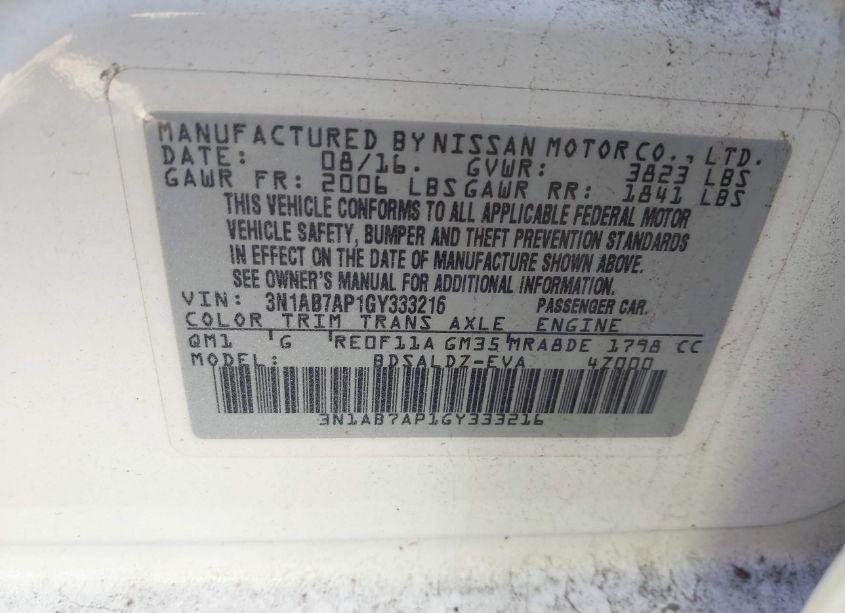 MANUFACTURED BY NISSAN MOTOR CO., LTD.
DATE: 08/16. GVWR: 3823 LBS
GAWR FR: 2006 LBS GAWR RR: 1841 LBS
THIS VEHICLE CONFORMS TO ALL APPLICABLE FEDERAL MOTOR
VEHICLE SAFETY, BUMPER AND THEFT PREVENTION STANDARDS
IN EFFECT ON THE DATE OF MANUFACTURE SHOWN ABOVE.
SEE OWNER'S MANUAL FOR ADDITIONAL INFORMATION.
VIN: 3N1AB7AP1GY333216 PASSENGER CAR.
COLOR TRIM TRANS AXLE ENGINE
QM1 G RE0F11A GM35 MRA8DE 1798 CC
MODEL: BDSALDZ-EVA 4Z000
3N1AB7AP1GY333216